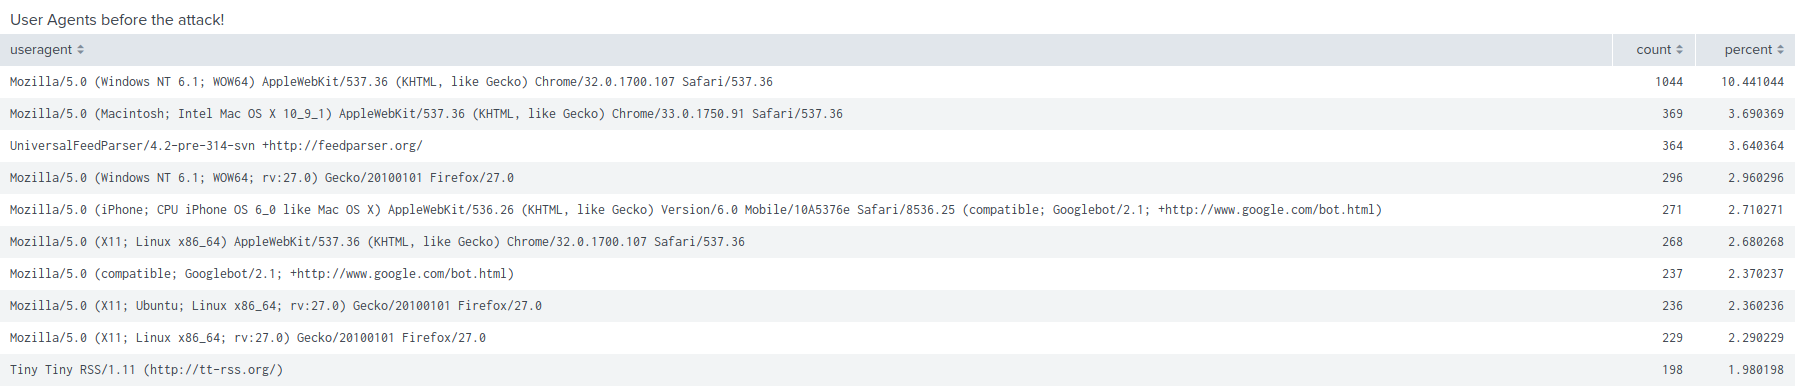 User Agents before the attack!
useragent count percent
Mozilla/5.0 (Windows NT 6.1; WOW64) AppleWebKit/537.36 (KHTML, like Gecko) Chrome/32.0.1700.107 Safari/537.36 1044 10.441044
Mozilla/5.0 (Macintosh; Intel Mac OS X 10_9_1) AppleWebKit/537.36 (KHTML, like Gecko) Chrome/33.0.1750.91 Safari/537.36 369 3.690369
UniversalFeedParser/4.2-pre-314-svn +http://feedparser.org/ 364 3.640364
Mozilla/5.0 (Windows NT 6.1; WOW64; rv:27.0) Gecko/20100101 Firefox/27.0 296 2.960296
Mozilla/5.0 (iPhone; CPU iPhone OS 6_0 like Mac OS X) AppleWebKit/536.26 (KHTML, like Gecko) Version/6.0 Mobile/10A5376e Safari/8536.25 (compatible; Googlebot/2.1; +http://www.google.com/bot.html) 271 2.710271
Mozilla/5.0 (X11; Linux x86_64) AppleWebKit/537.36 (KHTML, like Gecko) Chrome/32.0.1700.107 Safari/537.36 268 2.680268
Mozilla/5.0 (compatible; Googlebot/2.1; +http://www.google.com/bot.html) 237 2.370237
Mozilla/5.0 (X11; Ubuntu; Linux x86_64; rv:27.0) Gecko/20100101 Firefox/27.0 236 2.360236
Mozilla/5.0 (X11; Linux x86_64; rv:27.0) Gecko/20100101 Firefox/27.0 229 2.290229
Tiny Tiny RSS/1.11 (http://tt-rss.org/) 198 1.980198